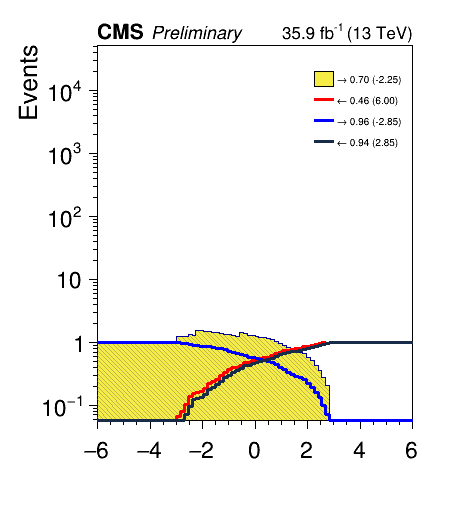 CMS Preliminary 35.9 fb⁻¹ (13 TeV)
Events
→ 0.70 (-2.25)
← 0.46 (6.00)
→ 0.96 (-2.85)
← 0.94 (2.85)
10⁴
10³
10²
10
1
10⁻¹
−6 −4 −2 0 2 4 6